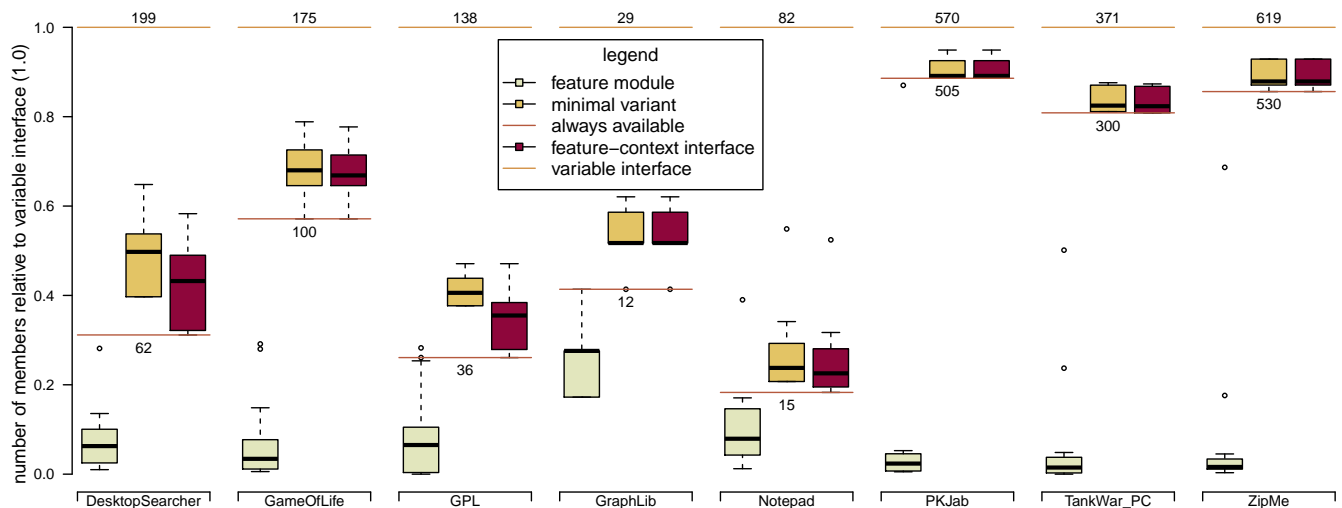 199 175 138 29 82 570 371 619
1.0
legend
feature module
minimal variant
always available
feature−context interface
variable interface
505
300
530
0.8
0.6
100
12
0.4
62
36
15
0.2
0.0
number of members relative to variable interface (1.0)
DesktopSearcher GameOfLife GPL GraphLib Notepad PKJab TankWar_PC ZipMe